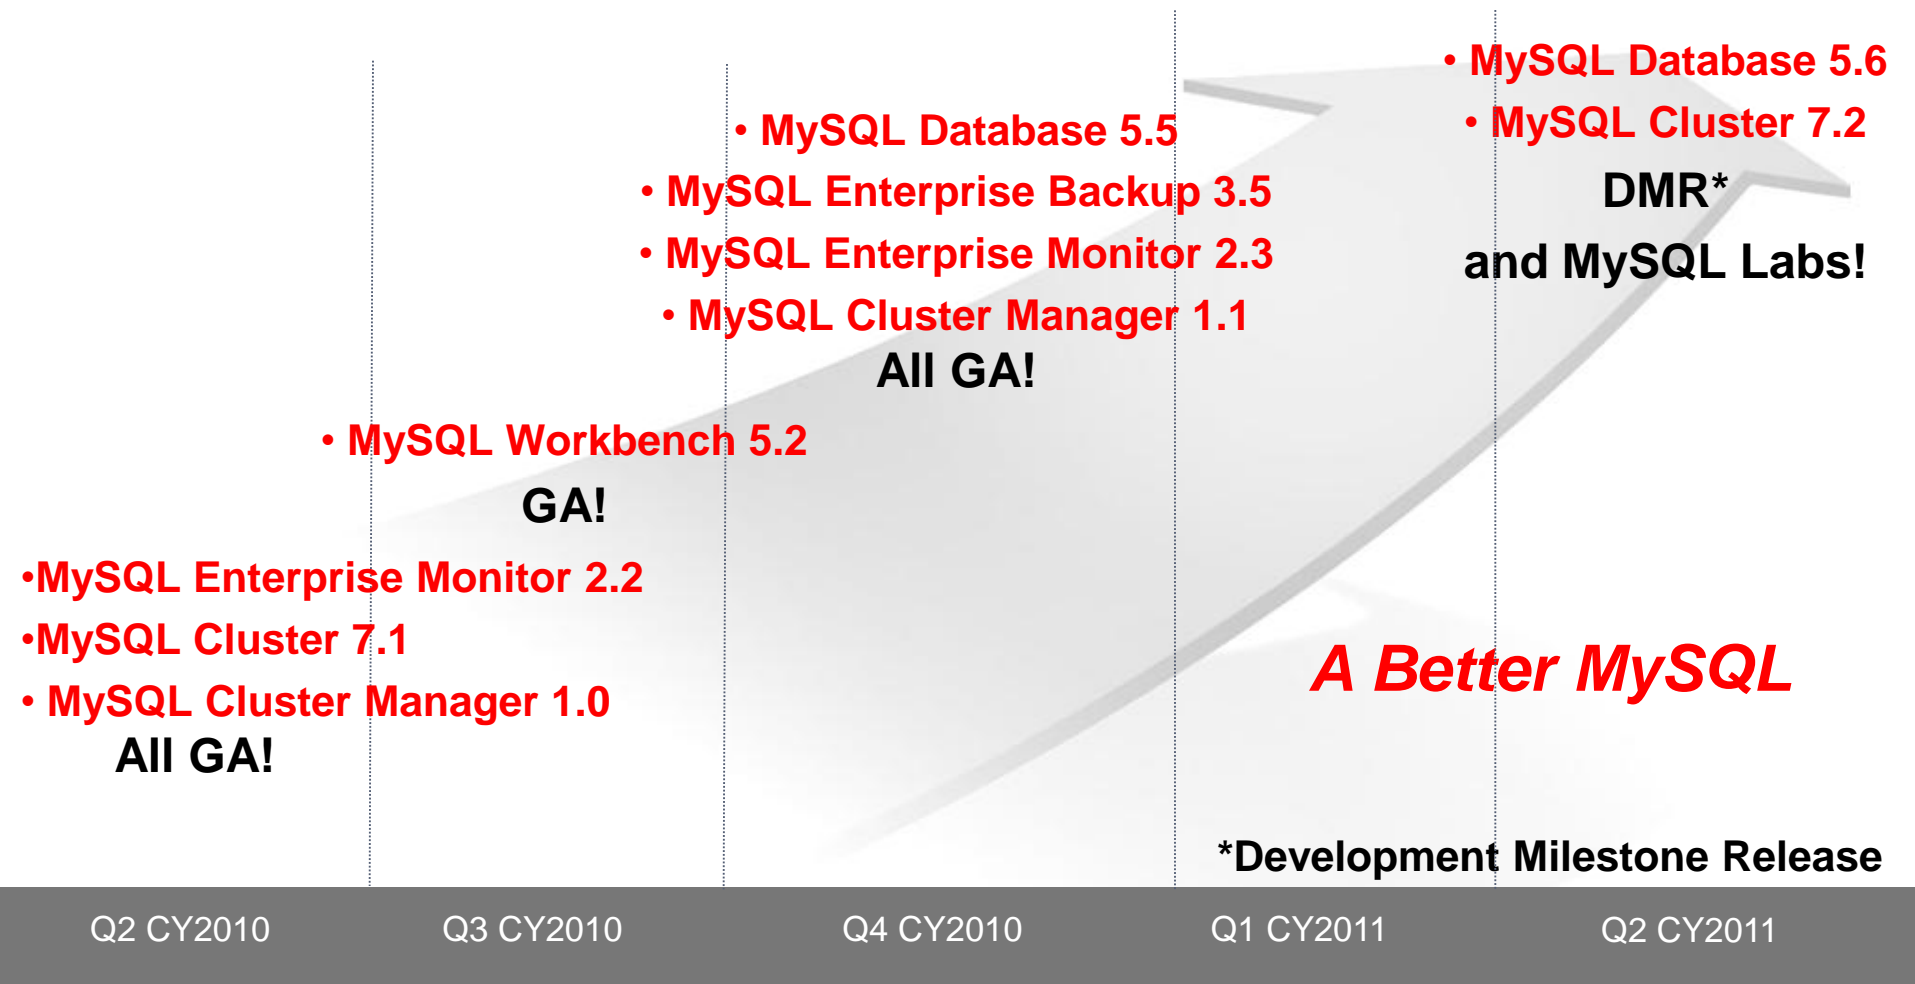 • MySQL Database 5.6
• MySQL Cluster 7.2
DMR*
and MySQL Labs!
• MySQL Database 5.5
• MySQL Enterprise Backup 3.5
• MySQL Enterprise Monitor 2.3
• MySQL Cluster Manager 1.1
All GA!
• MySQL Workbench 5.2
GA!
•MySQL Enterprise Monitor 2.2
•MySQL Cluster 7.1
• MySQL Cluster Manager 1.0
All GA!
A Better MySQL
*Development Milestone Release
Q2 CY2010
Q3 CY2010
Q4 CY2010
Q1 CY2011
Q2 CY2011